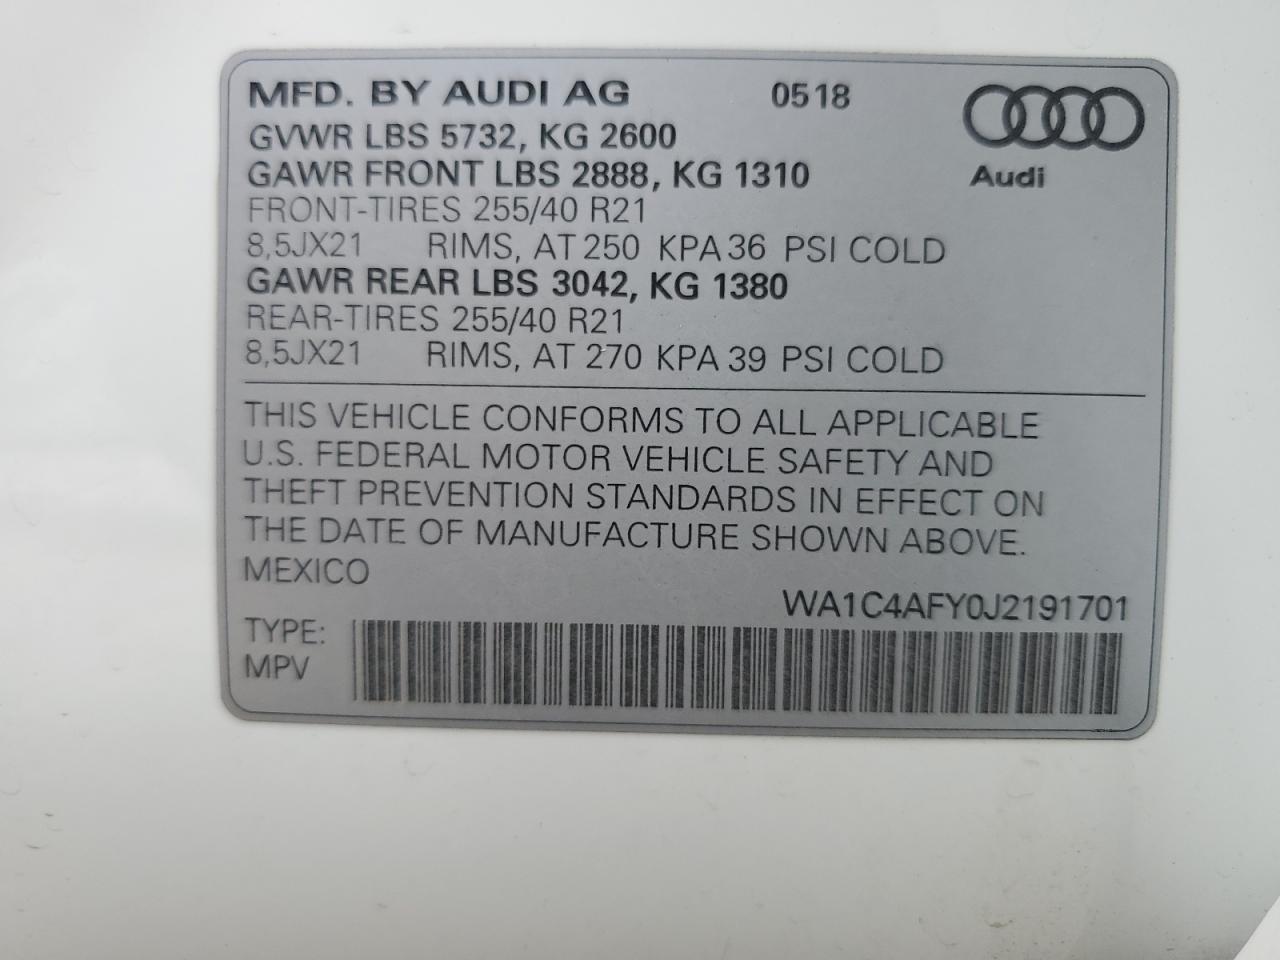 MFD. BY AUDI AG 0518
GVWR LBS 5732, KG 2600
GAWR FRONT LBS 2888, KG 1310
Audi
FRONT-TIRES 255/40 R21
8,5JX21 RIMS, AT 250 KPA 36 PSI COLD
GAWR REAR LBS 3042, KG 1380
REAR-TIRES 255/40 R21
8,5JX21 RIMS, AT 270 KPA 39 PSI COLD
THIS VEHICLE CONFORMS TO ALL APPLICABLE
U.S. FEDERAL MOTOR VEHICLE SAFETY AND
THEFT PREVENTION STANDARDS IN EFFECT ON
THE DATE OF MANUFACTURE SHOWN ABOVE.
MEXICO
WA1C4AFY0J2191701
TYPE:
MPV